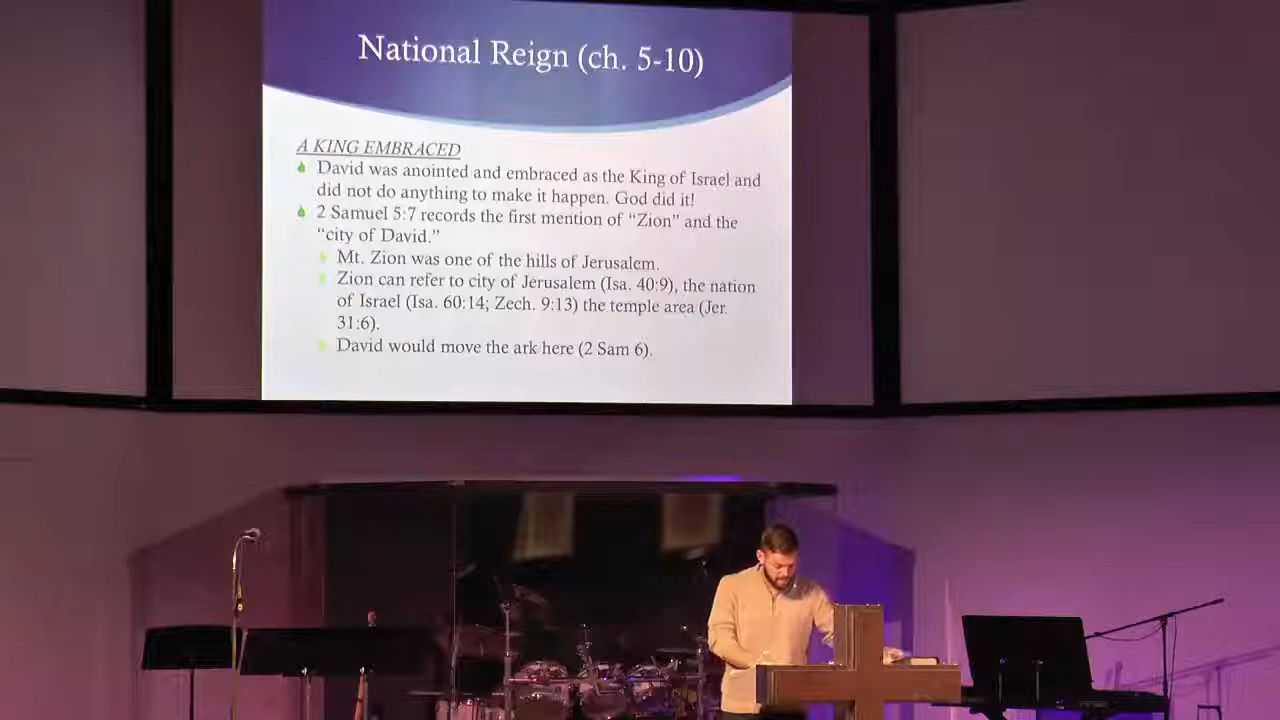 National Reign (ch. 5-10)
A KING EMBRACED
David was anointed and embraced as the King of Israel and
did not do anything to make it happen. God did it!
2 Samuel 5:7 records the first mention of “Zion” and the
“city of David.”
Mt. Zion was one of the hills of Jerusalem.
Zion can refer to city of Jerusalem (Isa. 40:9), the nation
of Israel (Isa. 60:14; Zech. 9:13) the temple area (Jer.
31:6).
David would move the ark here (2 Sam 6).